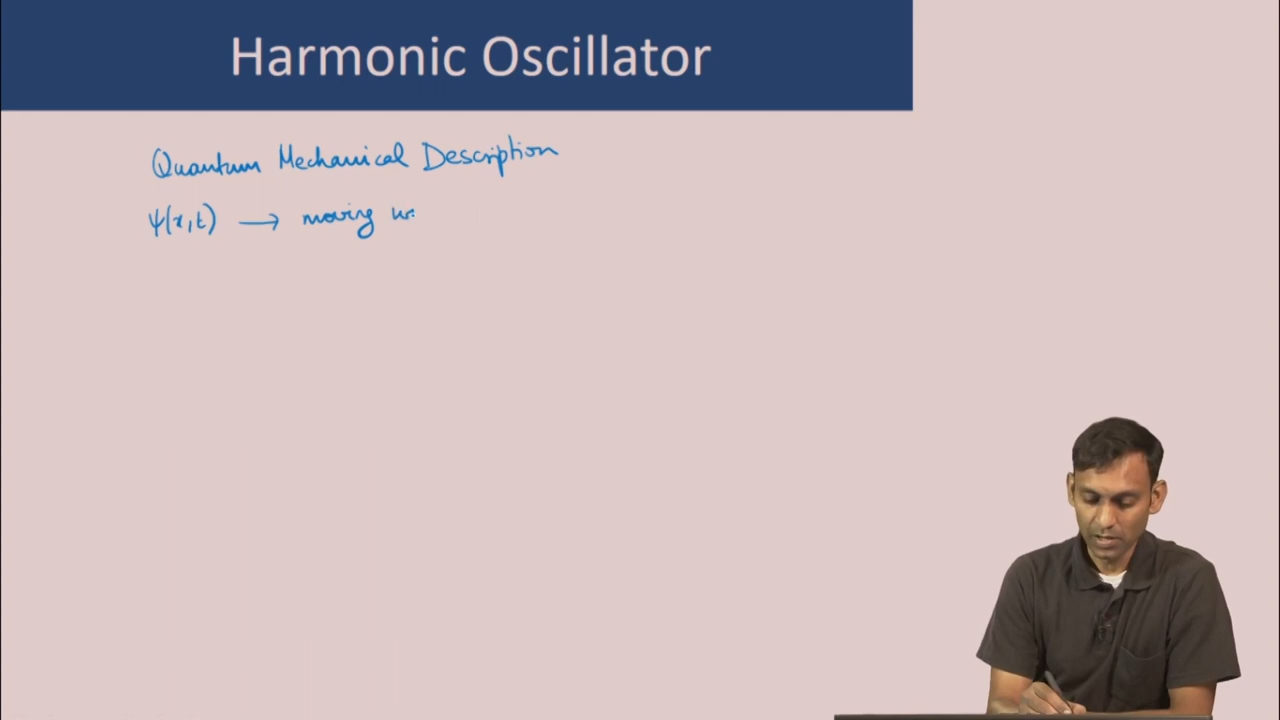 Harmonic Oscillator
Quantum Mechanical Description
ψ(x,t) → moving